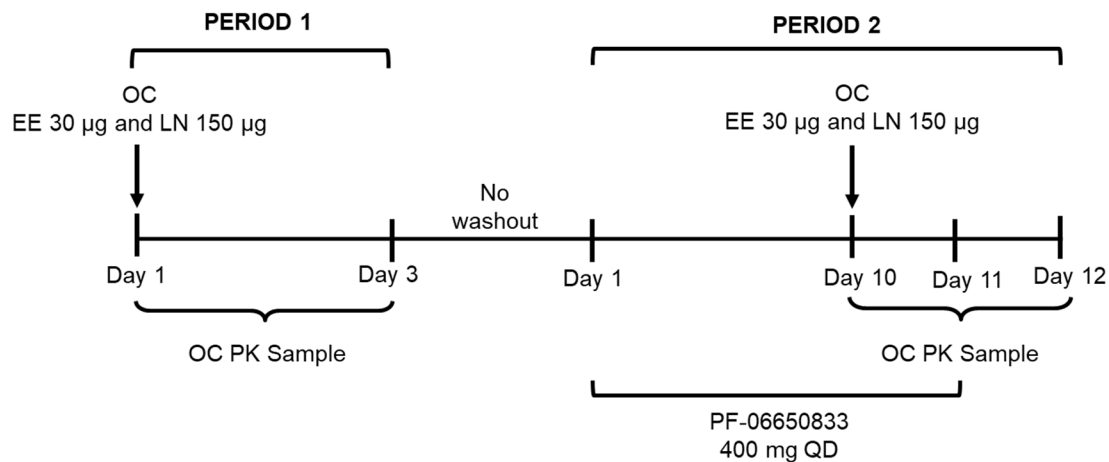 PERIOD 1
PERIOD 2
OC
EE 30 µg and LN 150 µg
OC
EE 30 µg and LN 150 µg
No
washout
Day 1
Day 3
Day 1
Day 10
Day 11
Day 12
OC PK Sample
OC PK Sample
PF-06650833
400 mg QD